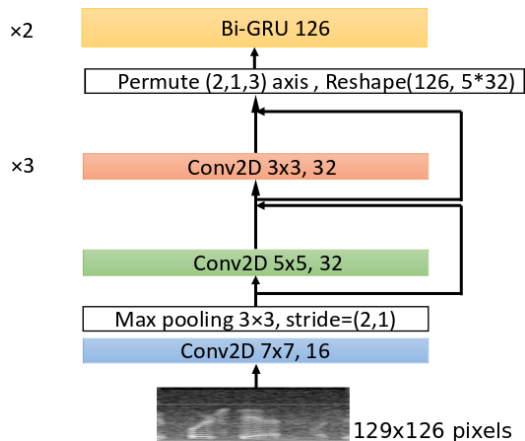 ×2
Bi-GRU 126
Permute (2,1,3) axis , Reshape(126, 5*32)
×3
Conv2D 3x3, 32
Conv2D 5x5, 32
Max pooling 3×3, stride=(2,1)
Conv2D 7x7, 16
129x126 pixels